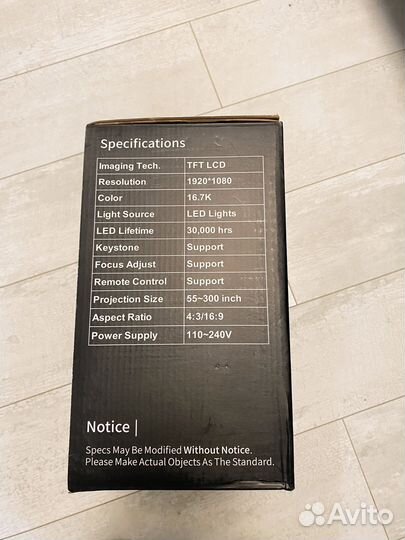 Specifications
Imaging Tech. TFT LCD
Resolution 1920*1080
Color 16.7K
Light Source LED Lights
LED Lifetime 30,000 hrs
Keystone Support
Focus Adjust Support
Remote Control Support
Projection Size 55~300 inch
Aspect Ratio 4:3/16:9
Power Supply 110~240V
Notice |
Specs May Be Modified Without Notice.
Please Make Actual Objects As The Standard.
Avito